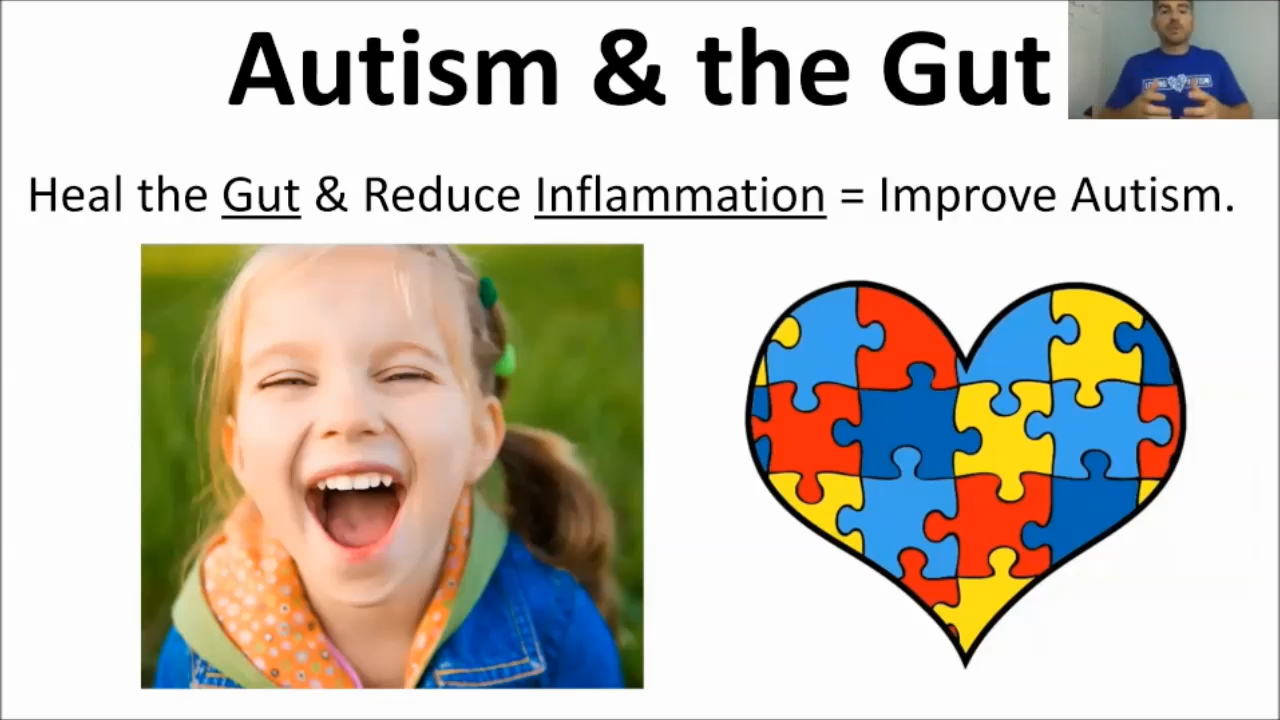 Autism & the Gut
Heal the Gut & Reduce Inflammation = Improve Autism.